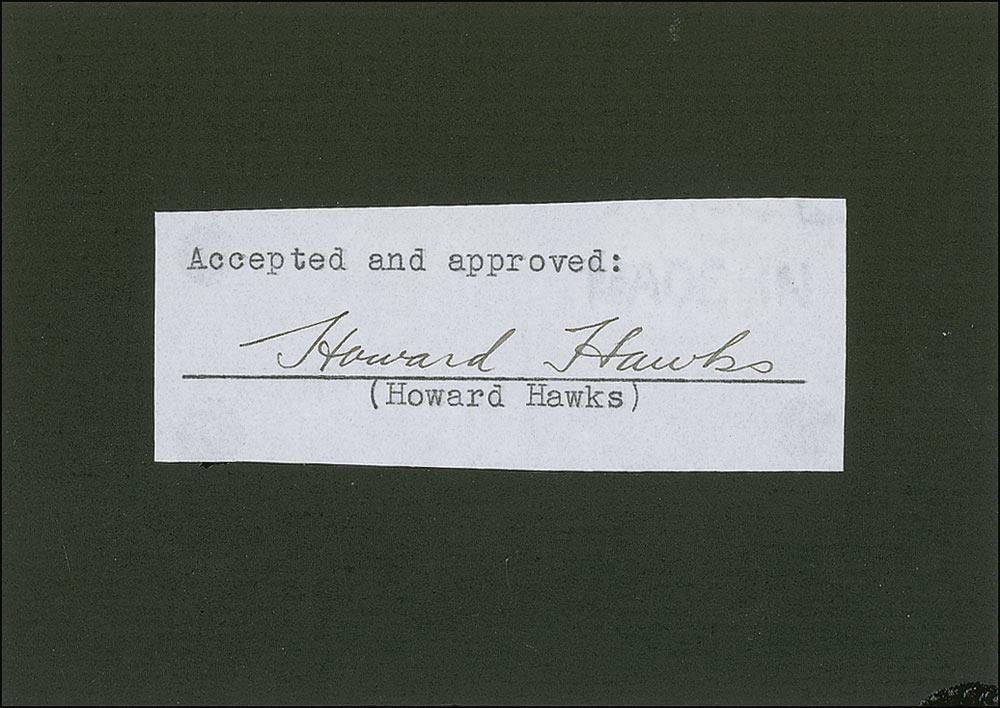 Accepted and approved:
Howard Hawks
(Howard Hawks)